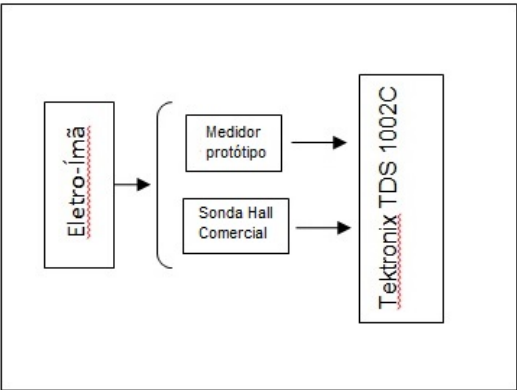 Eletro-ímã
Medidor
protótipo
Sonda Hall
Comercial
Tektronix TDS 1002C